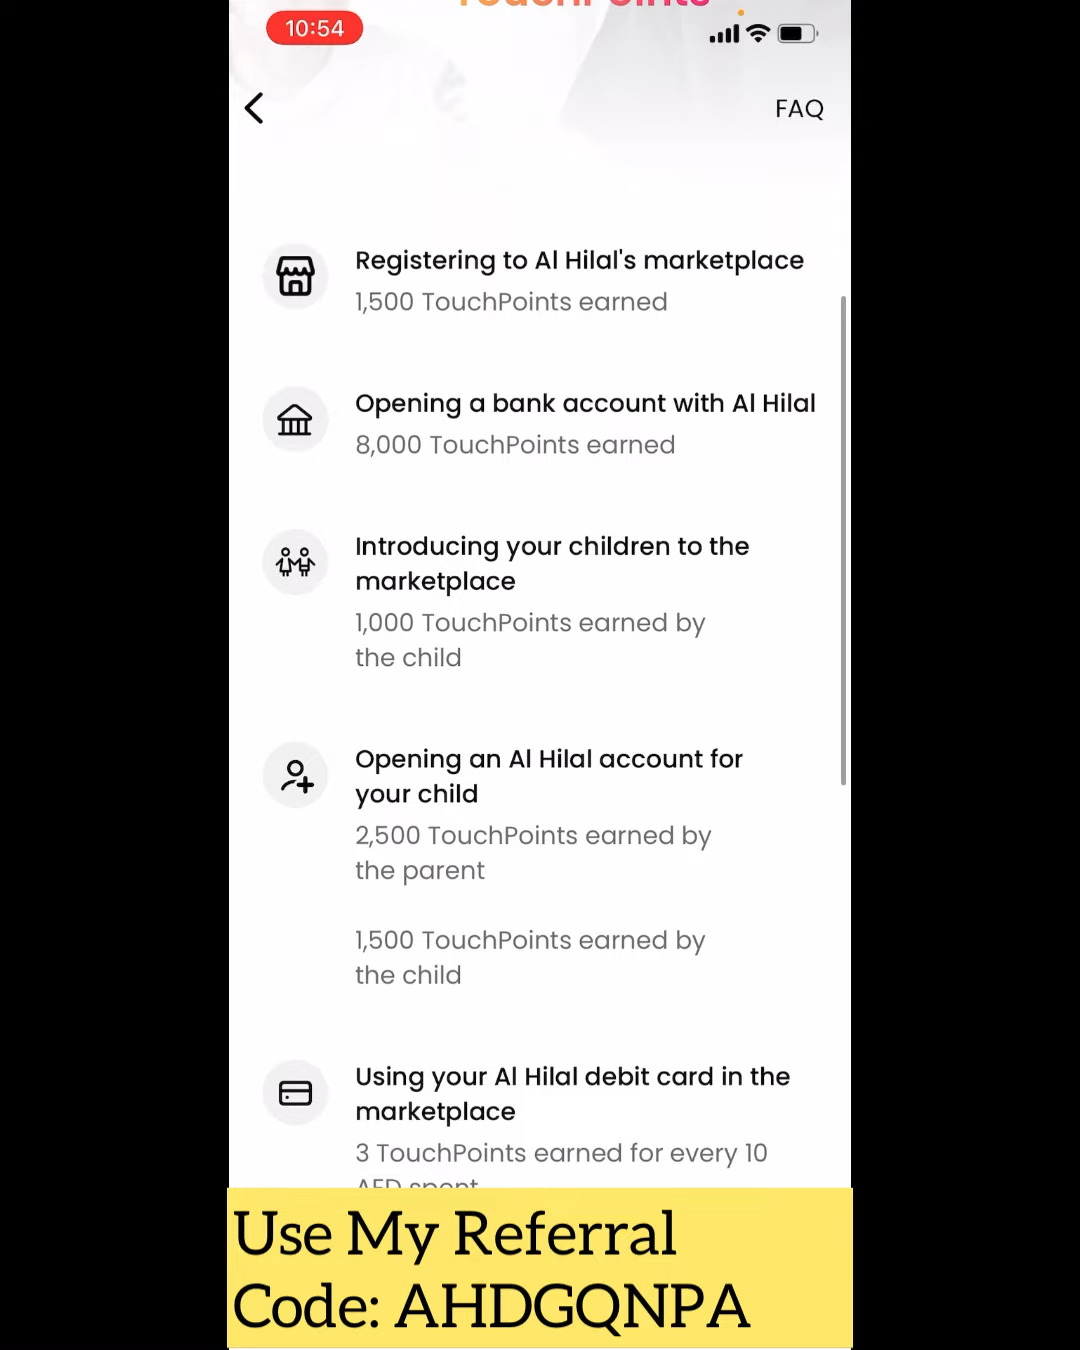 TouchPoints
10:54
FAQ
Registering to Al Hilal's marketplace
1,500 TouchPoints earned
Opening a bank account with Al Hilal
8,000 TouchPoints earned
Introducing your children to the
marketplace
1,000 TouchPoints earned by
the child
Opening an Al Hilal account for
your child
2,500 TouchPoints earned by
the parent
1,500 TouchPoints earned by
the child
Using your Al Hilal debit card in the
marketplace
3 TouchPoints earned for every 10
AED spent
Use My Referral
Code: AHDGQNPA